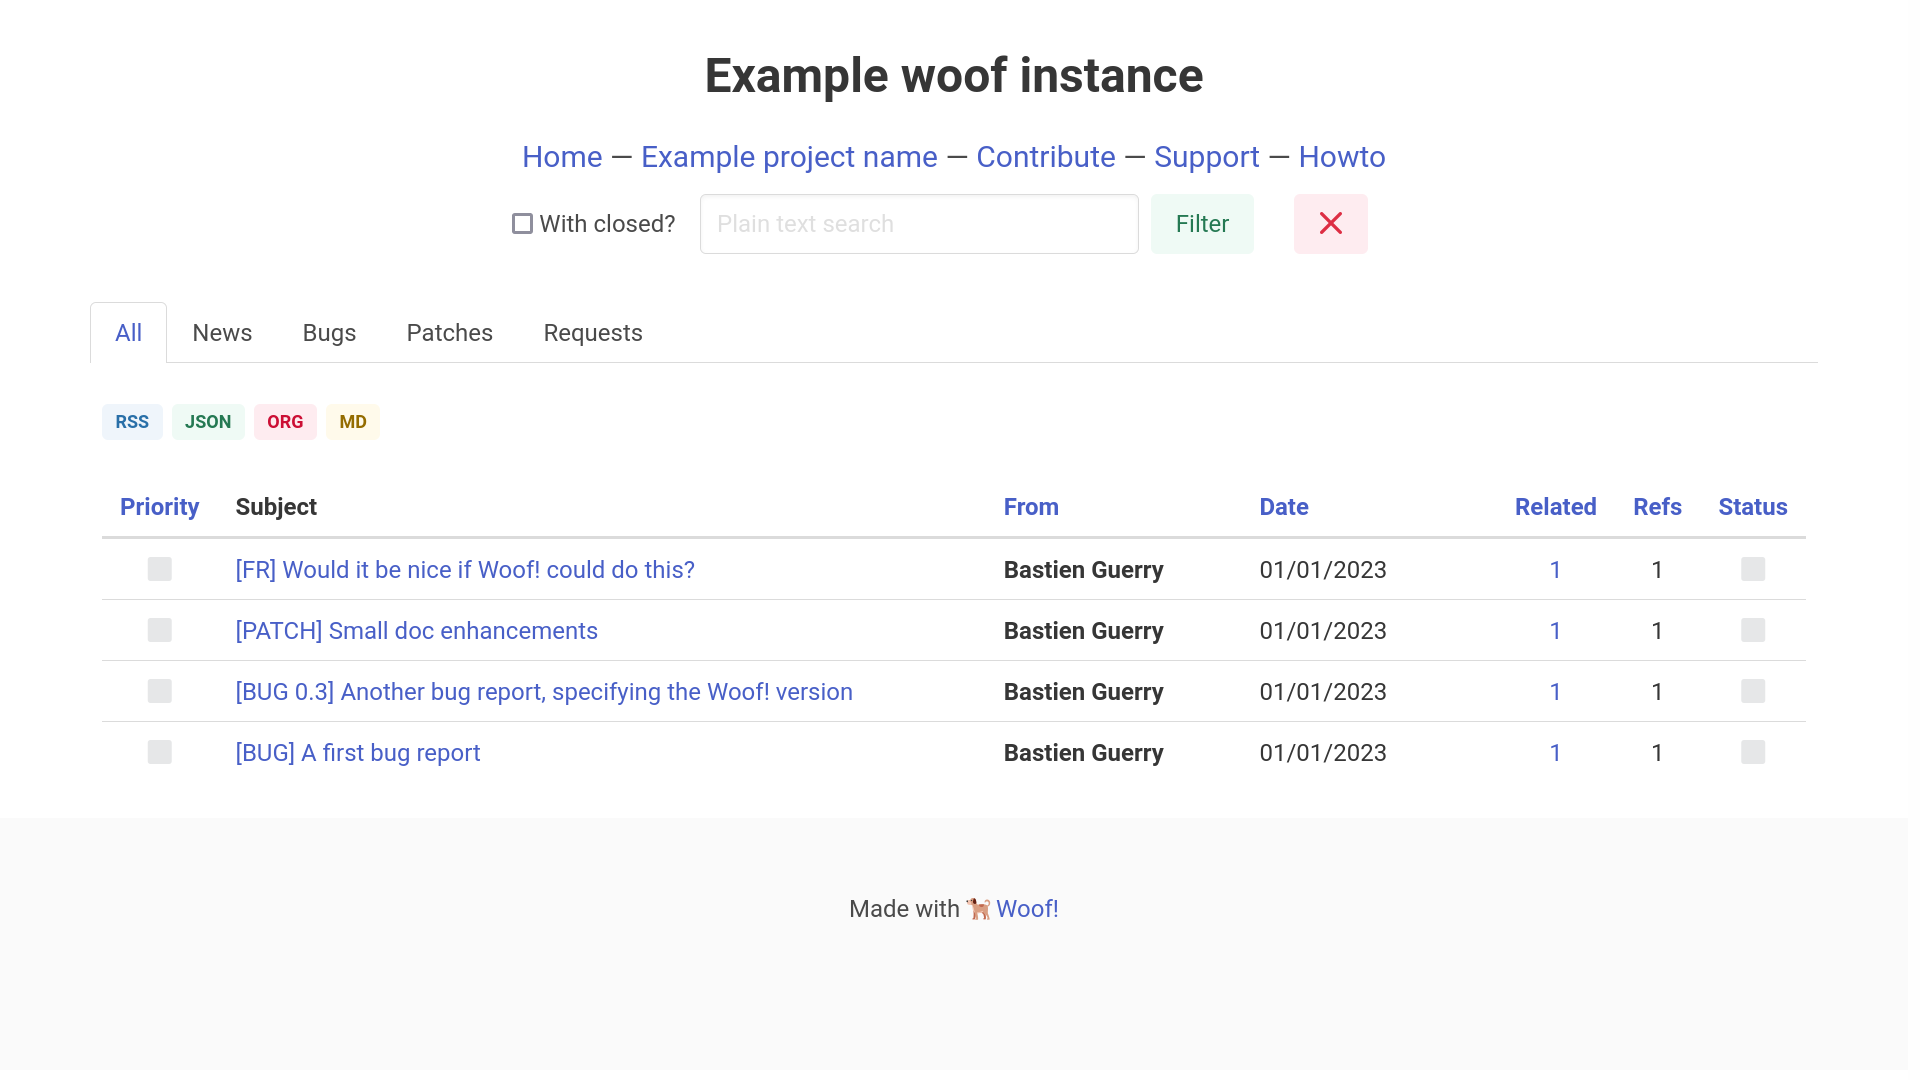 Example woof instance
Home — Example project name — Contribute — Support — Howto
With closed? Plain text search Filter
All News Bugs Patches Requests
RSS JSON ORG MD
Priority Subject From Date Related Refs Status
[FR] Would it be nice if Woof! could do this? Bastien Guerry 01/01/2023 1 1
[PATCH] Small doc enhancements Bastien Guerry 01/01/2023 1 1
[BUG 0.3] Another bug report, specifying the Woof! version Bastien Guerry 01/01/2023 1 1
[BUG] A first bug report Bastien Guerry 01/01/2023 1 1
Made with Woof!